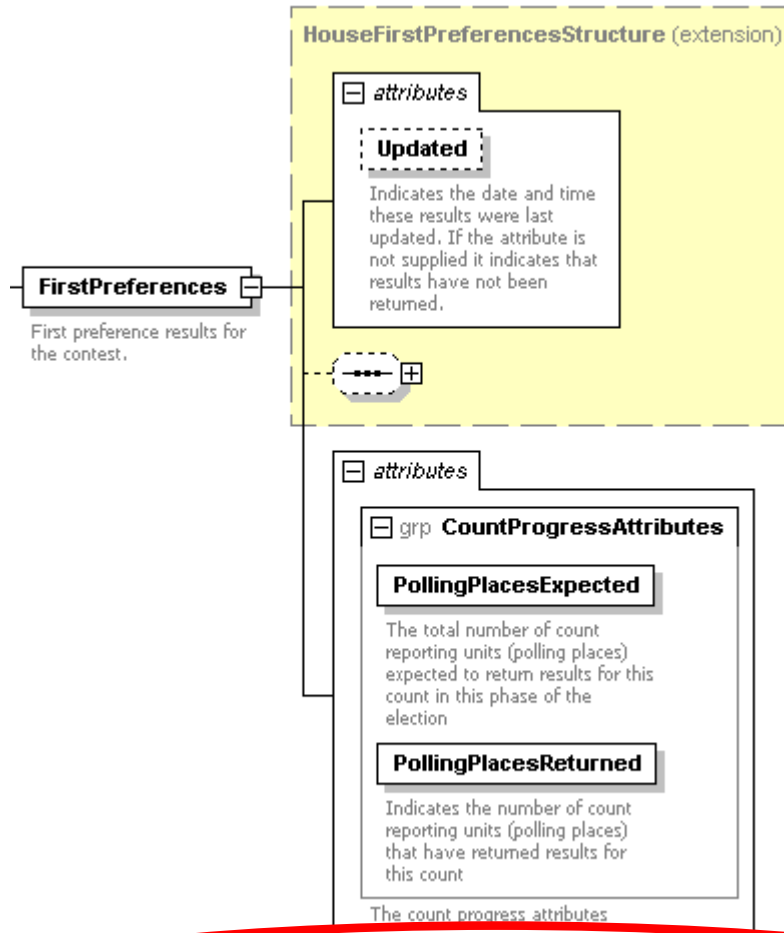 HouseFirstPreferencesStructure (extension)
attributes
Updated
Indicates the date and time
these results were last
updated. If the attribute is
not supplied it indicates that
results have not been
returned.
FirstPreferences
First preference results for
the contest.
attributes
grp CountProgressAttributes
PollingPlacesExpected
The total number of count
reporting units (polling places)
expected to return results for this
count in this phase of the
election
PollingPlacesReturned
Indicates the number of count
reporting units (polling places)
that have returned results for
this count
The count progress attributes